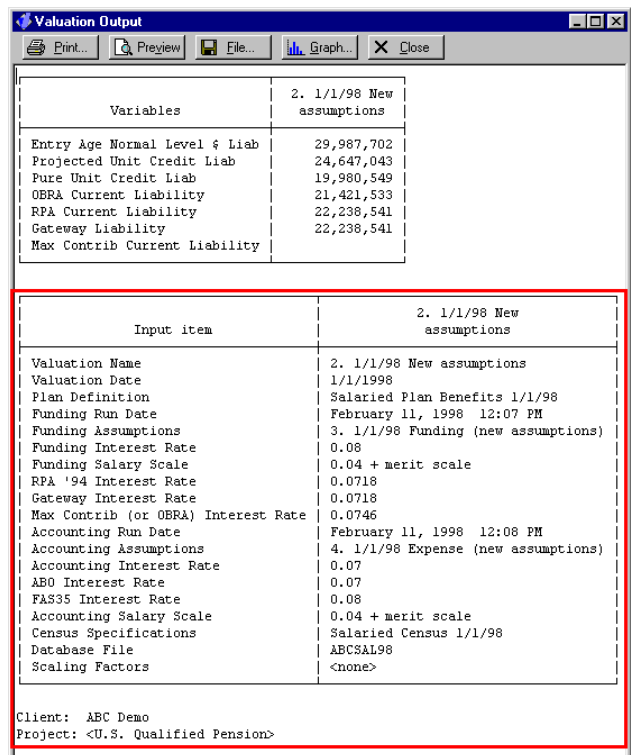 Valuation Output
Print... Preview File... Graph... Close
2. 1/1/98 New
Variables assumptions
Entry Age Normal Level $ Liab 29,987,702
Projected Unit Credit Liab 24,647,043
Pure Unit Credit Liab 19,980,549
OBRA Current Liability 21,421,533
RPA Current Liability 22,238,541
Gateway Liability 22,238,541
Max Contrib Current Liability
2. 1/1/98 New
Input item assumptions
Valuation Name 2. 1/1/98 New assumptions
Valuation Date 1/1/1998
Plan Definition Salaried Plan Benefits 1/1/98
Funding Run Date February 11, 1998 12:07 PM
Funding Assumptions 3. 1/1/98 Funding (new assumptions)
Funding Interest Rate 0.08
Funding Salary Scale 0.04 + merit scale
RPA '94 Interest Rate 0.0718
Gateway Interest Rate 0.0718
Max Contrib (or OBRA) Interest Rate 0.0746
Accounting Run Date February 11, 1998 12:08 PM
Accounting Assumptions 4. 1/1/98 Expense (new assumptions)
Accounting Interest Rate 0.07
ABO Interest Rate 0.07
FAS35 Interest Rate 0.08
Accounting Salary Scale 0.04 + merit scale
Census Specifications Salaried Census 1/1/98
Database File ABCSAL98
Scaling Factors <none>
Client: ABC Demo
Project: <U.S. Qualified Pension>